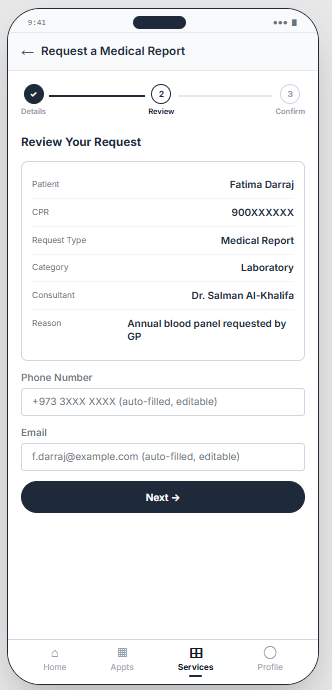 9:41
← Request a Medical Report
✓ 2 3
Details Review Confirm
Review Your Request
Patient Fatima Darraj
CPR 900XXXXXX
Request Type Medical Report
Category Laboratory
Consultant Dr. Salman Al-Khalifa
Reason Annual blood panel requested by
GP
Phone Number
+973 3XXX XXXX (auto-filled, editable)
Email
f.darraj@example.com (auto-filled, editable)
Next →
Home Appts Services Profile